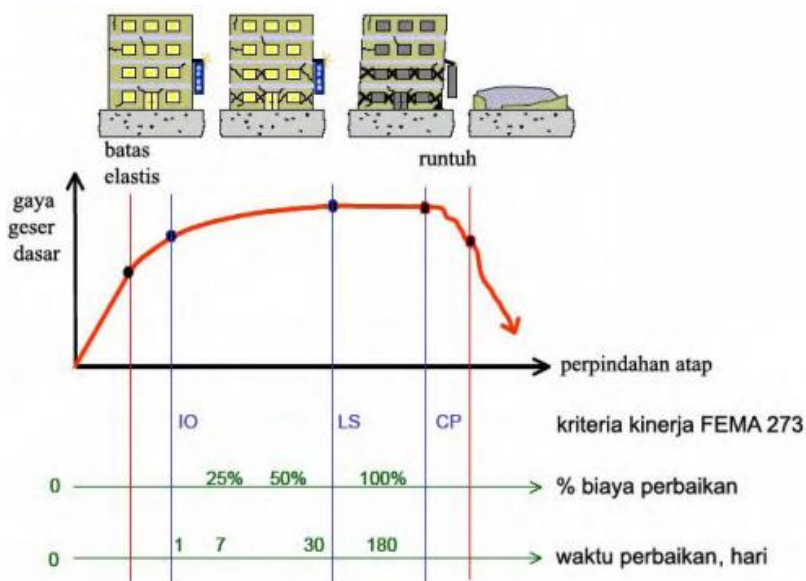 batas
elastis
runtuh
gaya
geser
dasar
perpindahan atap
IO
LS
CP
kriteria kinerja FEMA 273
0
25%
50%
100%
% biaya perbaikan
0
1
7
30
180
waktu perbaikan, hari